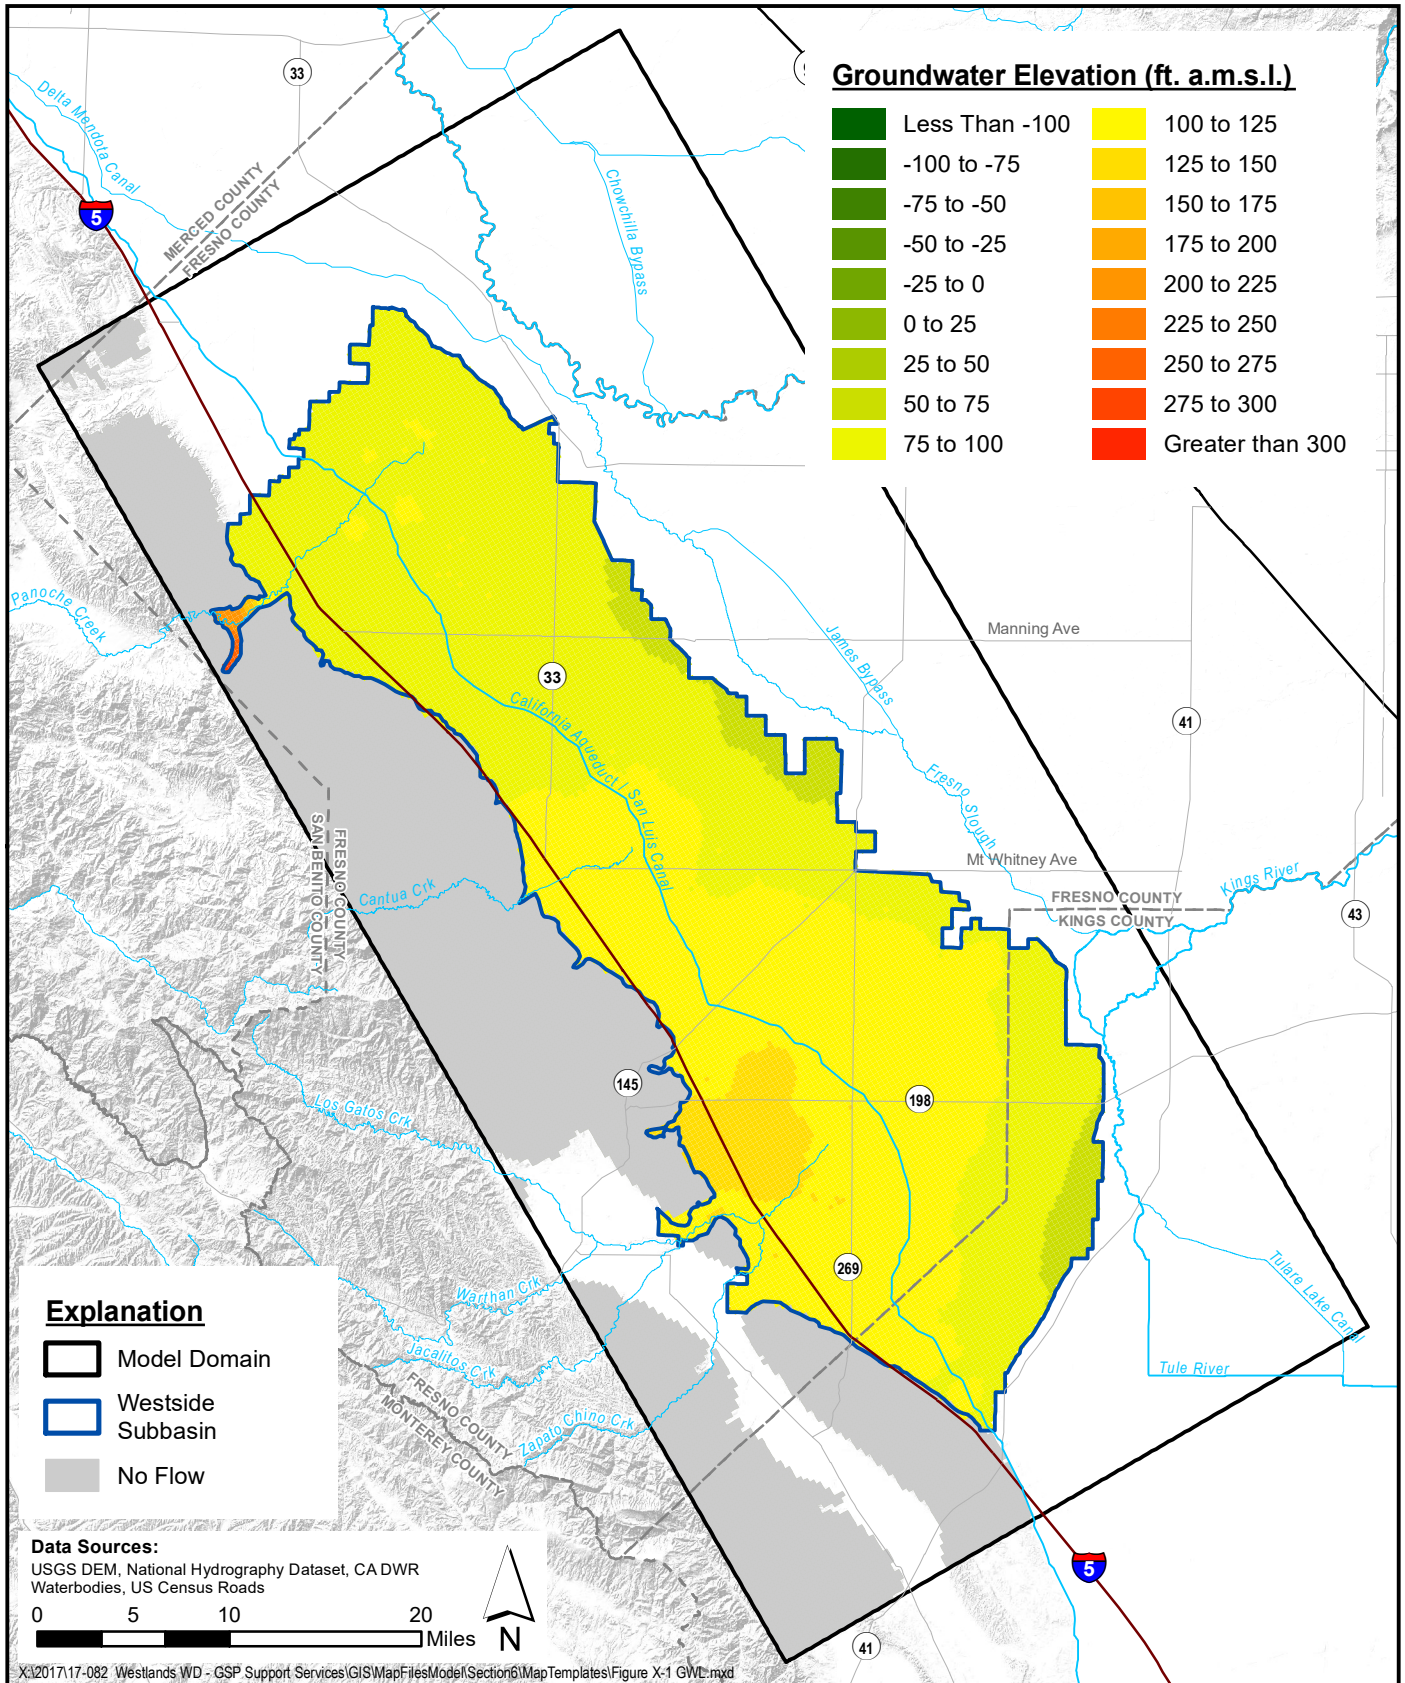 33
Delta Mendota Canal
5
MERCED COUNTY
FRESNO COUNTY
Chowchilla Bypass
Groundwater Elevation (ft. a.m.s.l.)
Less Than -100
-100 to -75
-75 to -50
-50 to -25
-25 to 0
0 to 25
25 to 50
50 to 75
75 to 100
100 to 125
125 to 150
150 to 175
175 to 200
200 to 225
225 to 250
250 to 275
275 to 300
Greater than 300
Panoche Creek
Manning Ave
James Bypass
33
California Aqueduct / San Luis Canal
41
Fresno Slough
SAN BENITO COUNTY
FRESNO COUNTY
Mt Whitney Ave
Kings River
Cantua Crk
FRESNO COUNTY
KINGS COUNTY
43
145
198
Los Gatos Crk
269
Warthan Crk
Jacalitos Crk
Tulare Lake Canal
Tule River
FRESNO COUNTY
MONTEREY COUNTY
Zapato Chino Crk
Explanation
Model Domain
Westside
Subbasin
No Flow
Data Sources:
USGS DEM, National Hydrography Dataset, CA DWR
Waterbodies, US Census Roads
0 5 10 20
Miles
N
5
41
X:\2017\17-082 Westlands WD - GSP Support Services\GIS\MapFilesModel\Section6\MapTemplates\Figure X-1 GWL.mxd